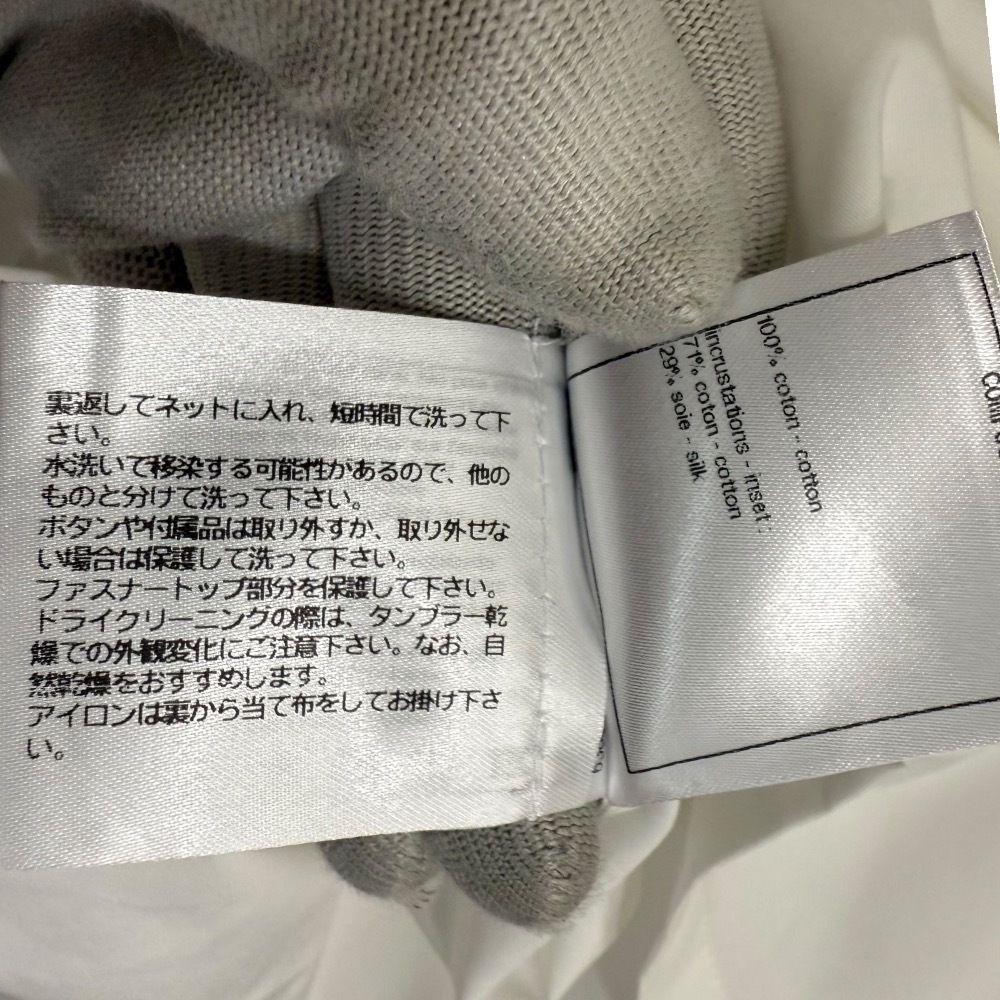 裏返してネットに入れ、短時間で洗って下
さい。
水洗いで移染する可能性があるので、他の
ものと分けて洗って下さい。
ボタンや付属品は取り外すか、取り外せな
い場合は保護して洗って下さい。
ファスナートップ部分を保護して下さい。
ドライクリーニングの際は、タンブラー乾
燥での外観変化にご注意下さい。なお、自
然乾燥をおすすめします。
アイロンは裏から当て布をしてお掛け下さ
い。
100% coton - cotton
incrustations - inset :
71% coton - cotton
29% soie - silk